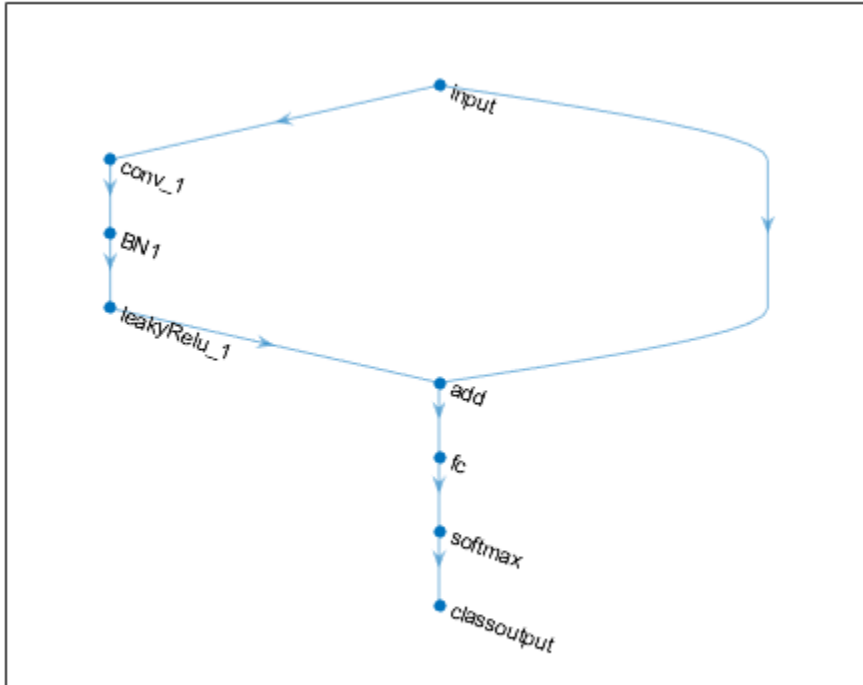 input
conv_1
BN1
leakyRelu_1
add
fc
softmax
classoutput